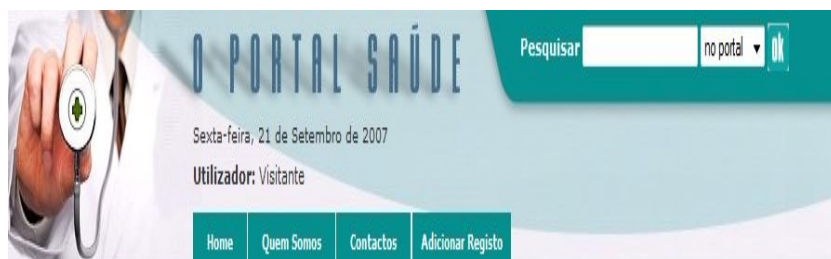 O PORTAL SAÚDE
Pesquisar no portal ok
Sexta-feira, 21 de Setembro de 2007
Utilizador: Visitante
Home Quem Somos Contactos Adicionar Registo